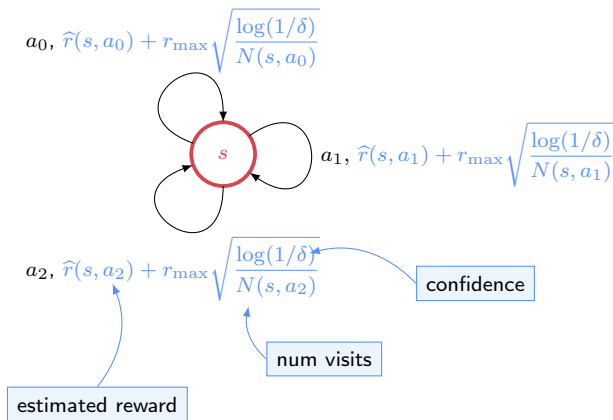 a₀, r̂(s, a₀) + r_max √(log(1/δ) / N(s, a₀))
s
a₁, r̂(s, a₁) + r_max √(log(1/δ) / N(s, a₁))
a₂, r̂(s, a₂) + r_max √(log(1/δ) / N(s, a₂))
confidence
num visits
estimated reward